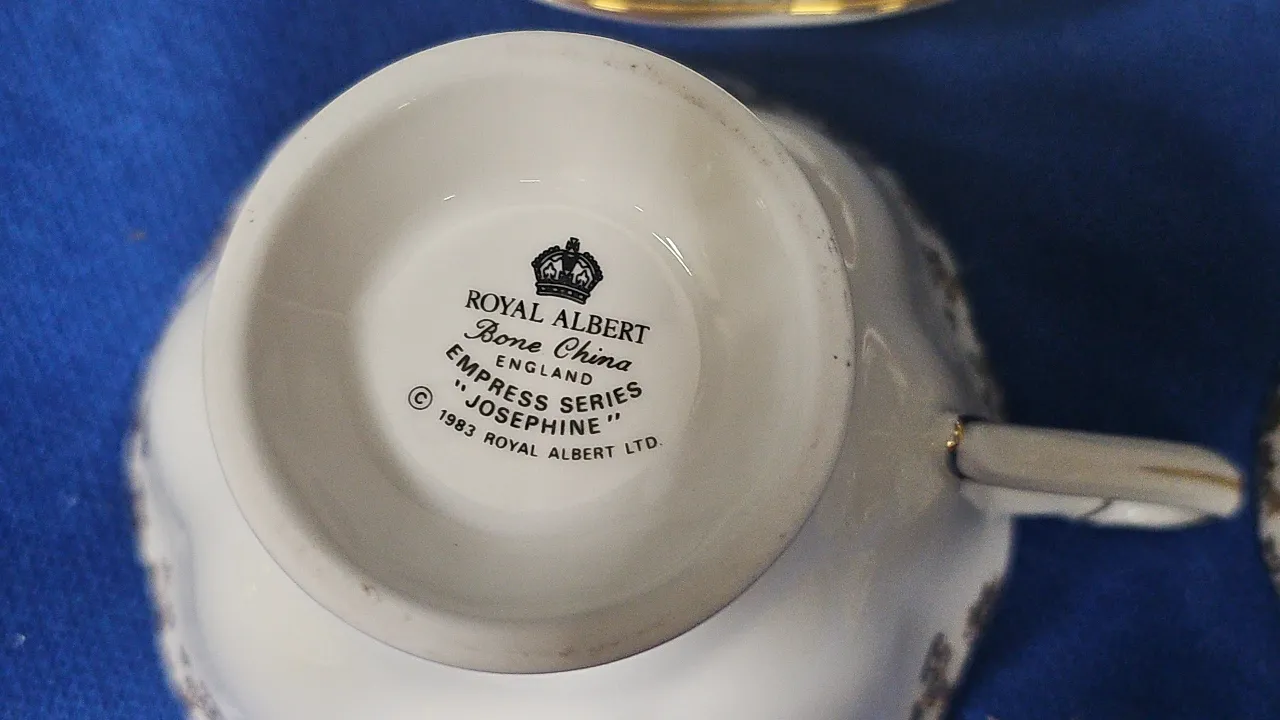 ROYAL ALBERT
Bone China
ENGLAND
EMPRESS SERIES
"JOSEPHINE"
© 1983 ROYAL ALBERT LTD.